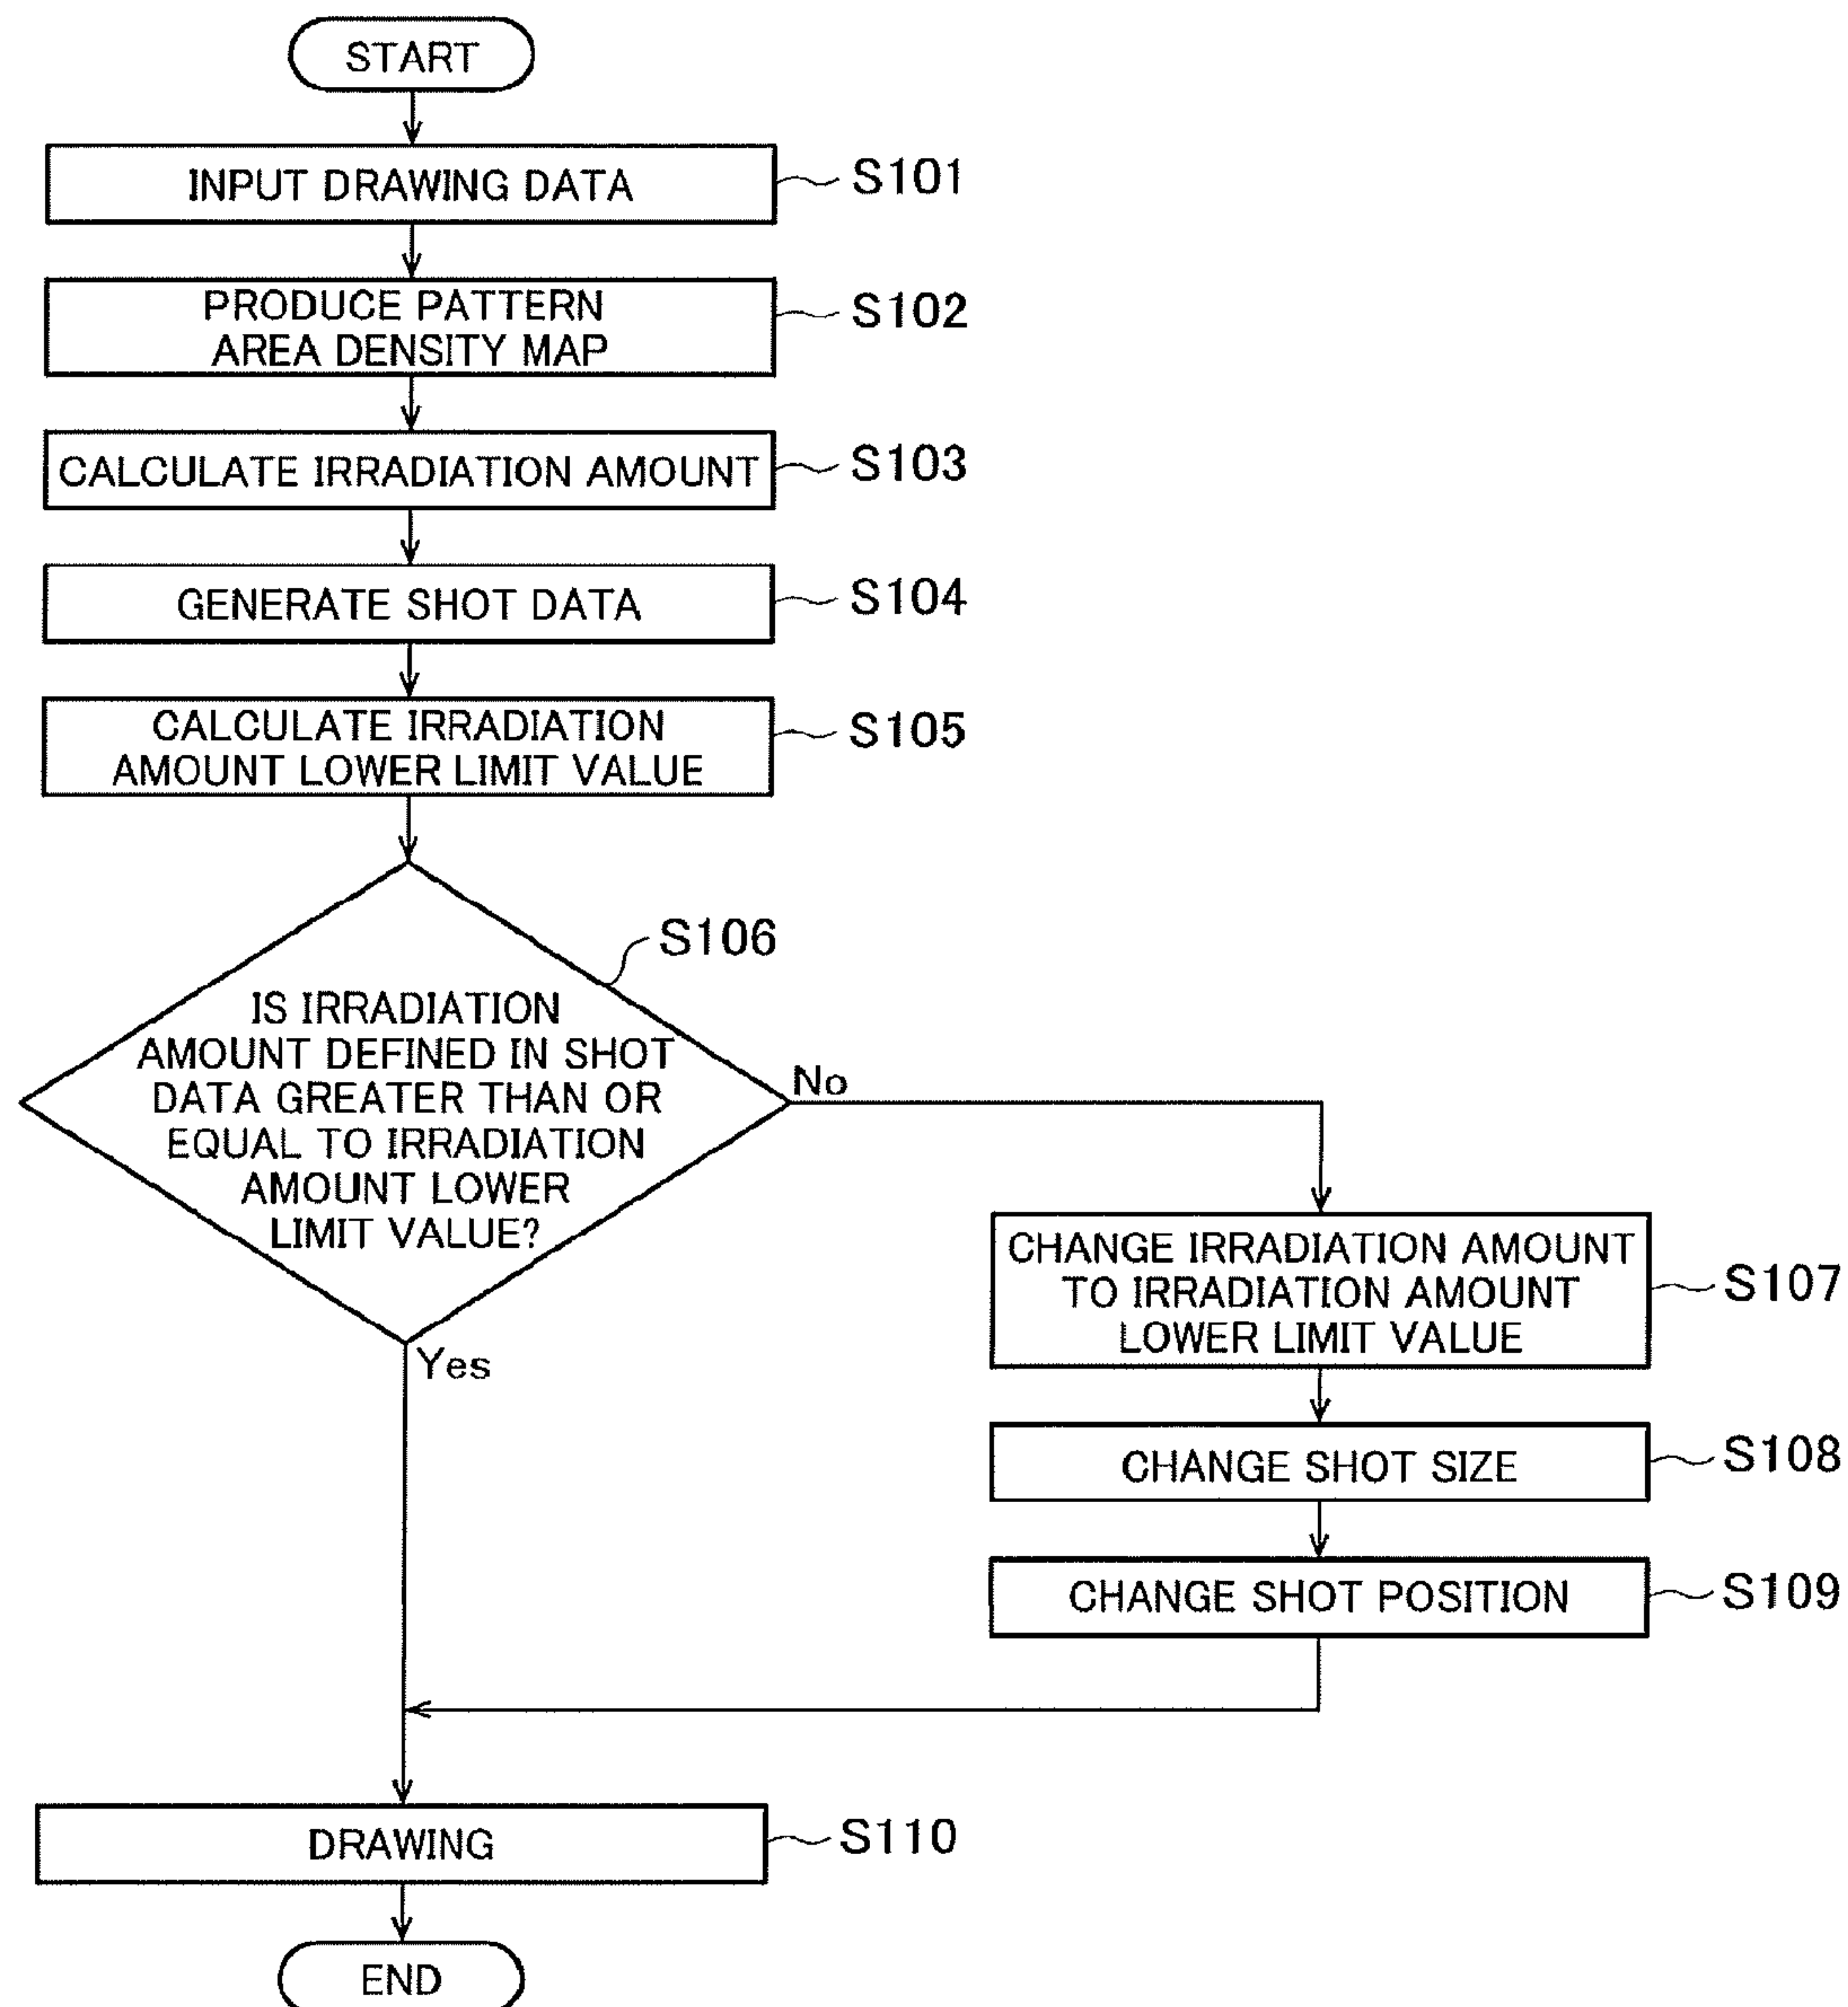 START
INPUT DRAWING DATA
S101
PRODUCE PATTERN
AREA DENSITY MAP
S102
CALCULATE IRRADIATION AMOUNT
S103
GENERATE SHOT DATA
S104
CALCULATE IRRADIATION
AMOUNT LOWER LIMIT VALUE
S105
S106
IS IRRADIATION
AMOUNT DEFINED IN SHOT
DATA GREATER THAN OR
EQUAL TO IRRADIATION
AMOUNT LOWER
LIMIT VALUE?
No
Yes
CHANGE IRRADIATION AMOUNT
TO IRRADIATION AMOUNT
LOWER LIMIT VALUE
S107
CHANGE SHOT SIZE
S108
CHANGE SHOT POSITION
S109
DRAWING
S110
END